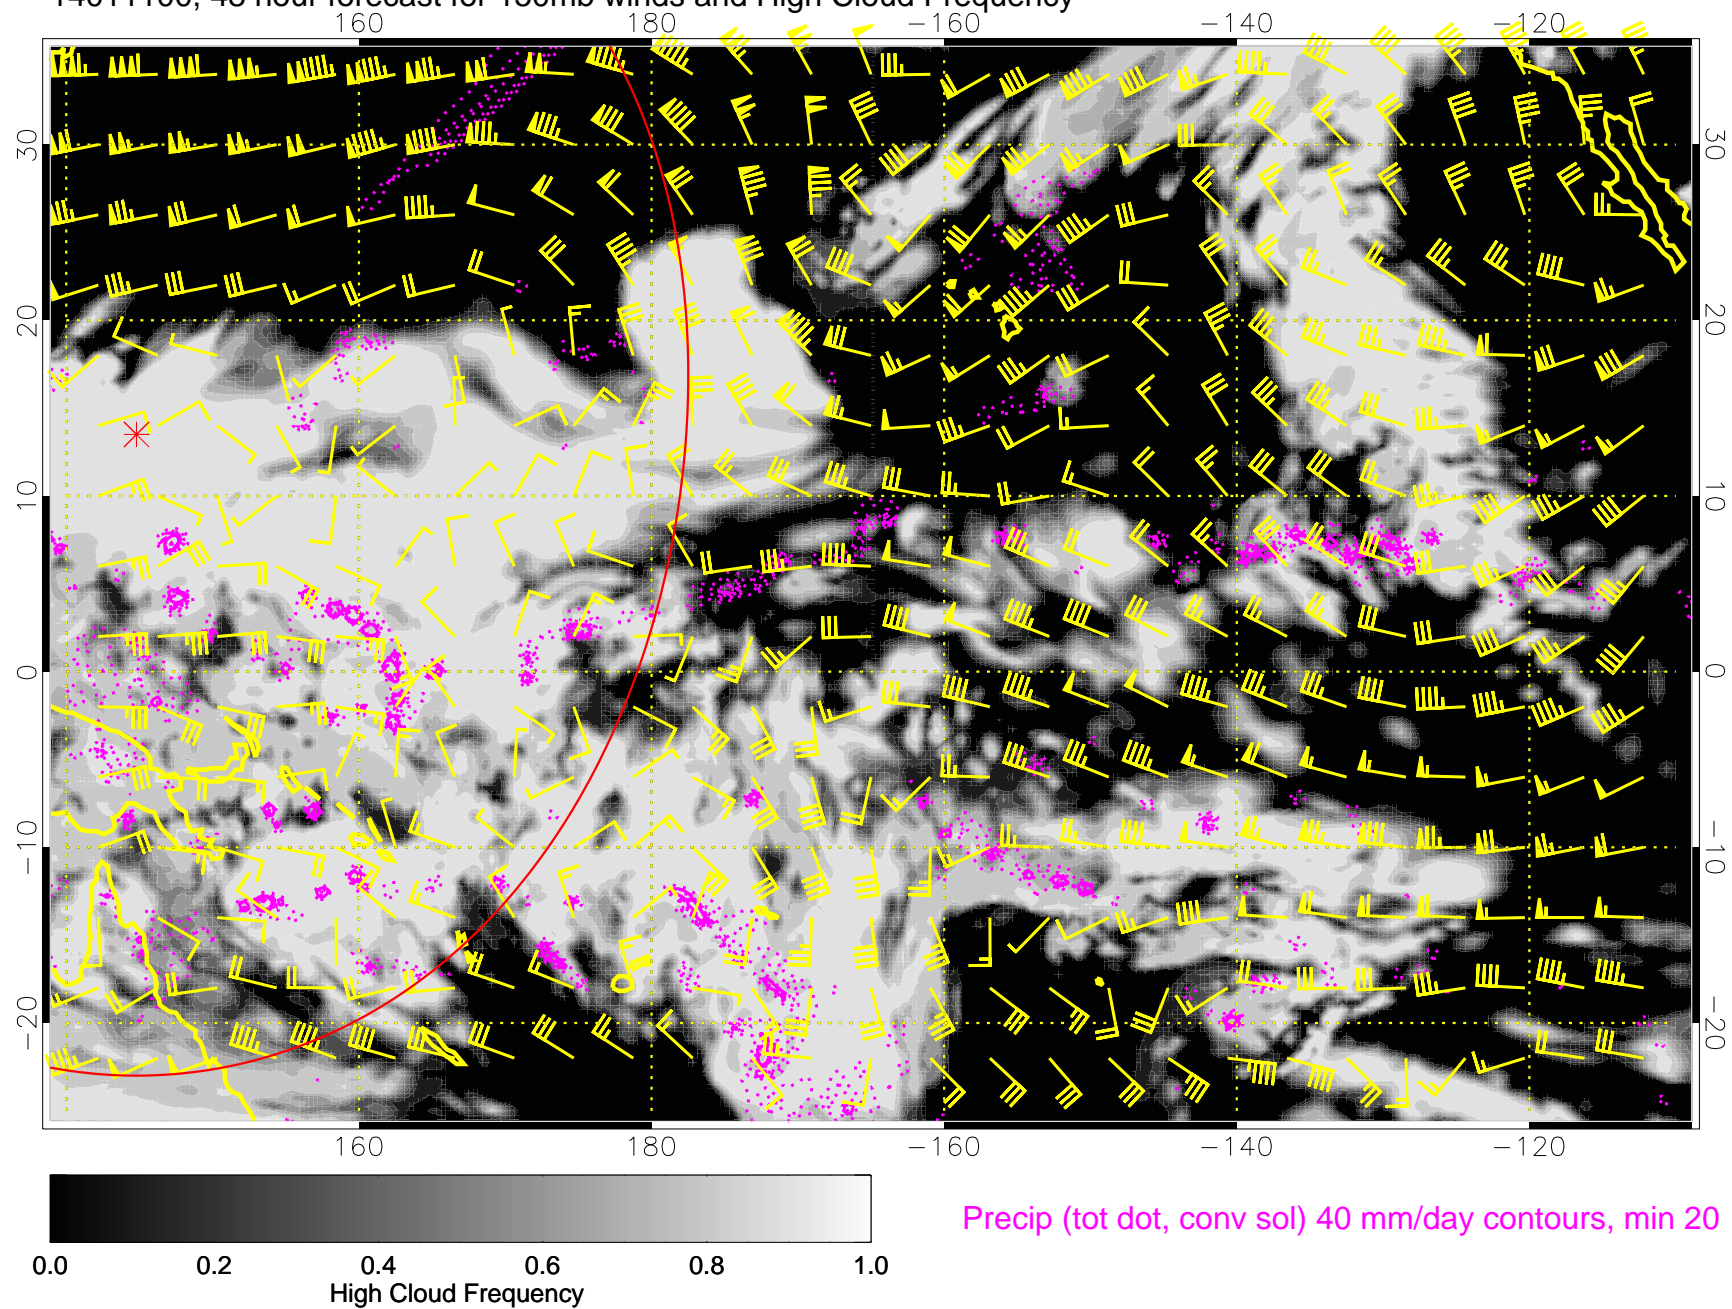 160 180 −160 −140 −120
30 30
20 20
10 10
0 0
−10 −10
−20 −20
160 180 −160 −140 −120
0.0 0.2 0.4 0.6 0.8 1.0
High Cloud Frequency
Precip (tot dot, conv sol) 40 mm/day contours, min 20